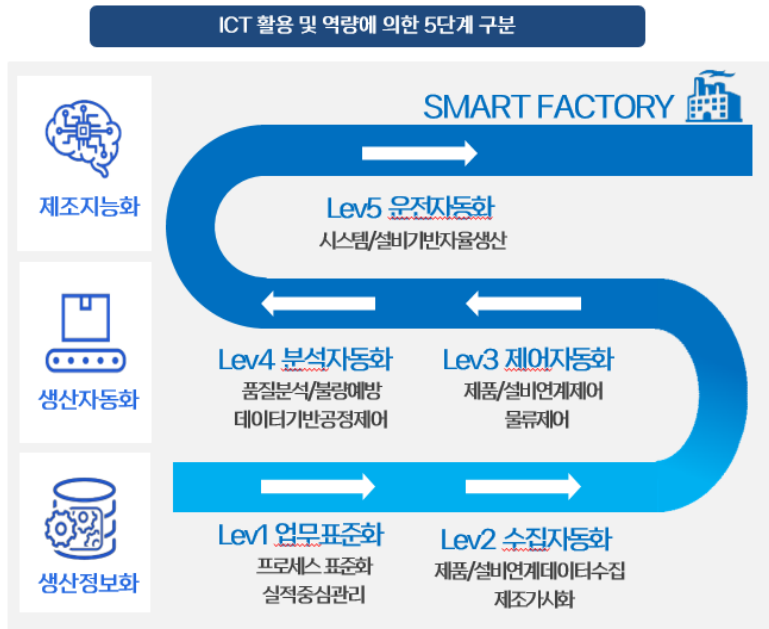 ICT 활용 및 역량에 의한 5단계 구분
SMART FACTORY
제조지능화
Lev5 운전자동화
시스템/설비기반자율생산
생산자동화
Lev4 분석자동화
품질분석/불량예방
데이터기반공정제어
Lev3 제어자동화
제품/설비연계제어
물류제어
생산정보화
Lev1 업무표준화
프로세스 표준화
실적중심관리
Lev2 수집자동화
제품/설비연계데이터수집
제조가시화